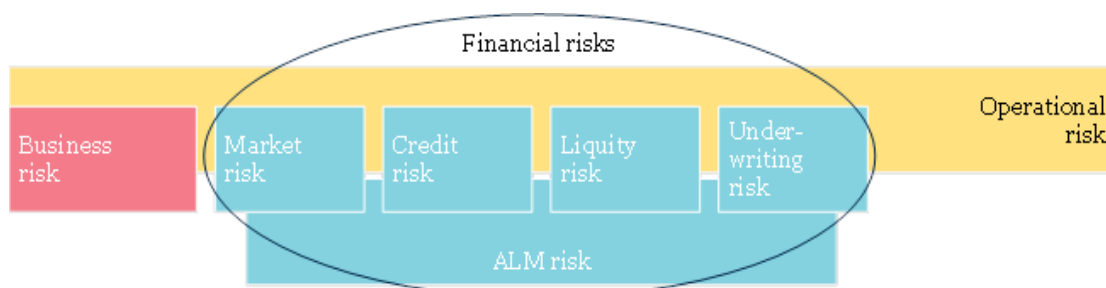 Financial risks
Operational
risk
Business
risk
Market
risk
Credit
risk
Liquity
risk
Under-
writing
risk
ALM risk